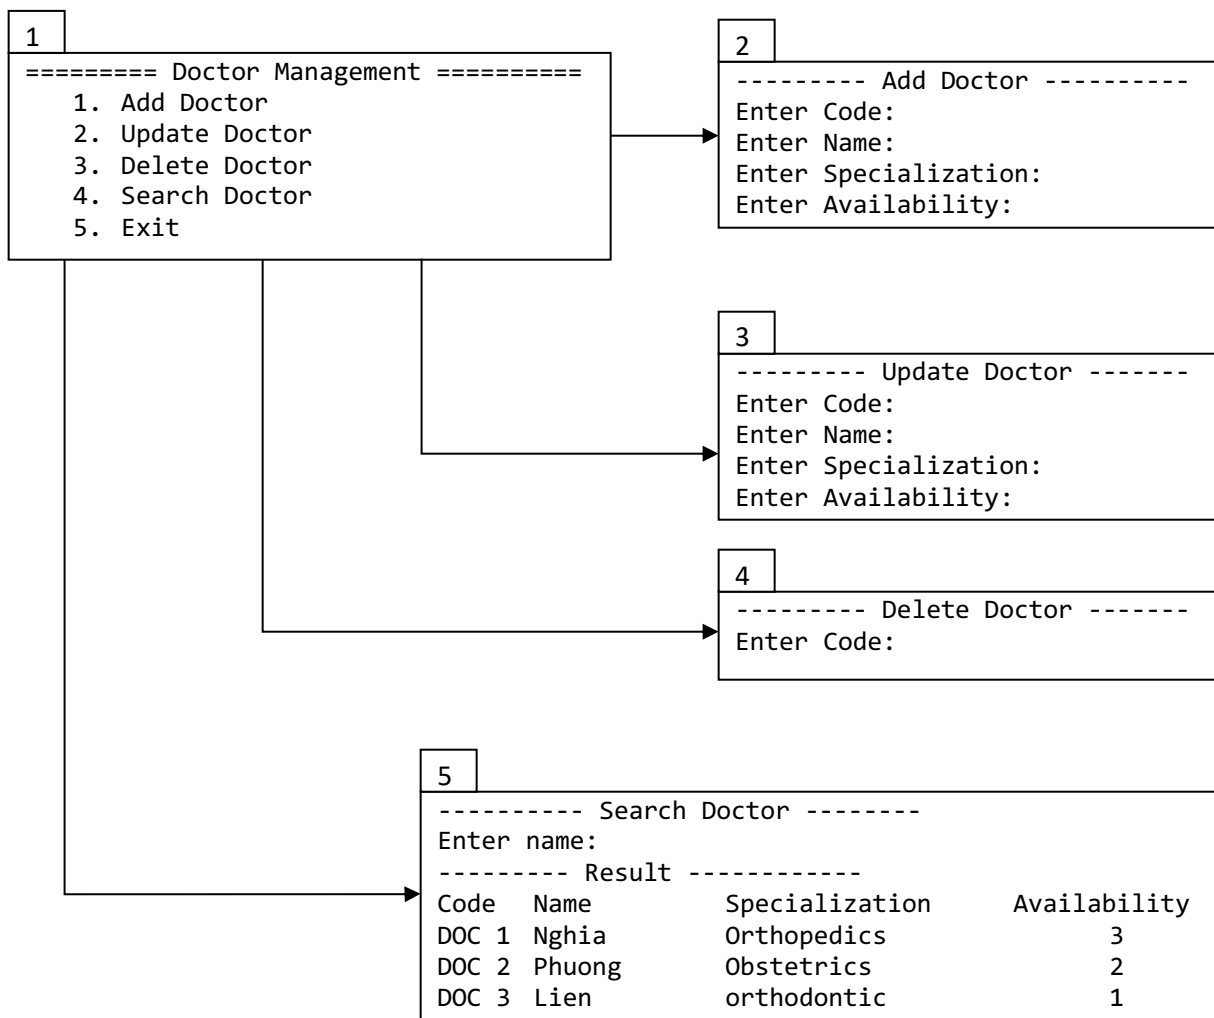 1
========= Doctor Management ==========
1. Add Doctor
2. Update Doctor
3. Delete Doctor
4. Search Doctor
5. Exit
2
--------- Add Doctor ----------
Enter Code:
Enter Name:
Enter Specialization:
Enter Availability:
3
--------- Update Doctor -------
Enter Code:
Enter Name:
Enter Specialization:
Enter Availability:
4
--------- Delete Doctor -------
Enter Code:
5
---------- Search Doctor --------
Enter name:
--------- Result ------------
Code Name Specialization Availability
DOC 1 Nghia Orthopedics 3
DOC 2 Phuong Obstetrics 2
DOC 3 Lien orthodontic 1